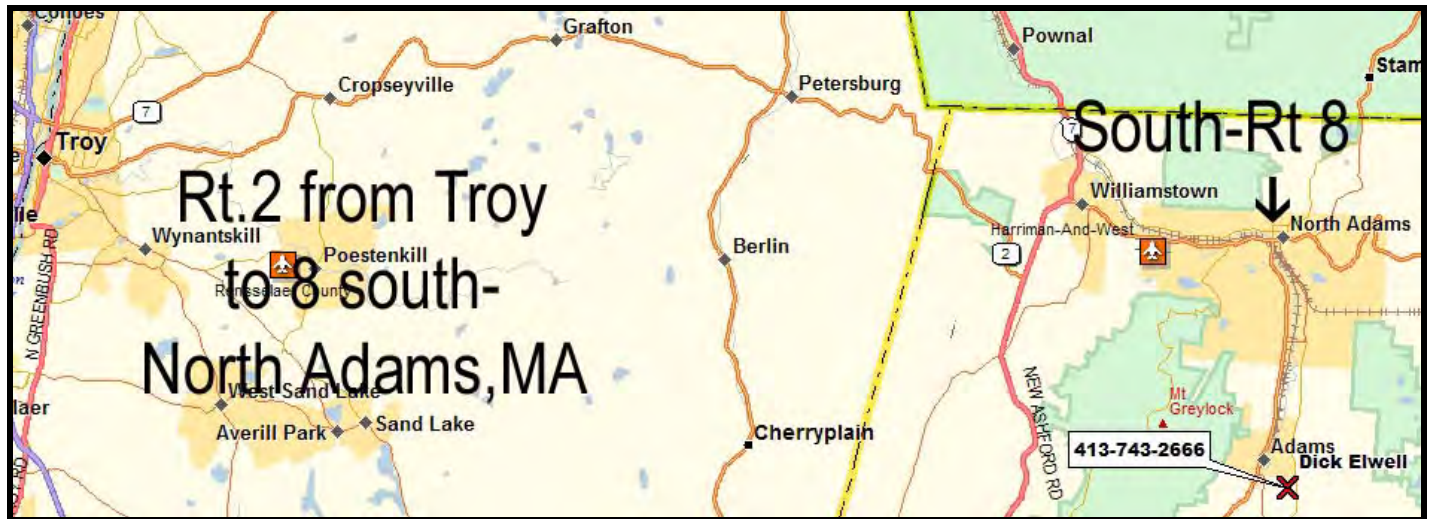 Cohoes
Grafton
Pownal
Stam
Cropseyville
Petersburg
7
7
South-Rt 8
Troy
Rt.2 from Troy
Williamstown
lle
Wynantskill
North Adams
Harriman-And-West
Poestenkill
Berlin
2
to 8 south-
Rensselaer County
N GREENBUSH RD
North Adams,MA
West Sand Lake
NEW ASHFORD RD
Mt
Greylock
laer
Averill Park
Sand Lake
Cherryplain
413-743-2666
Adams
Dick Elwell
RD